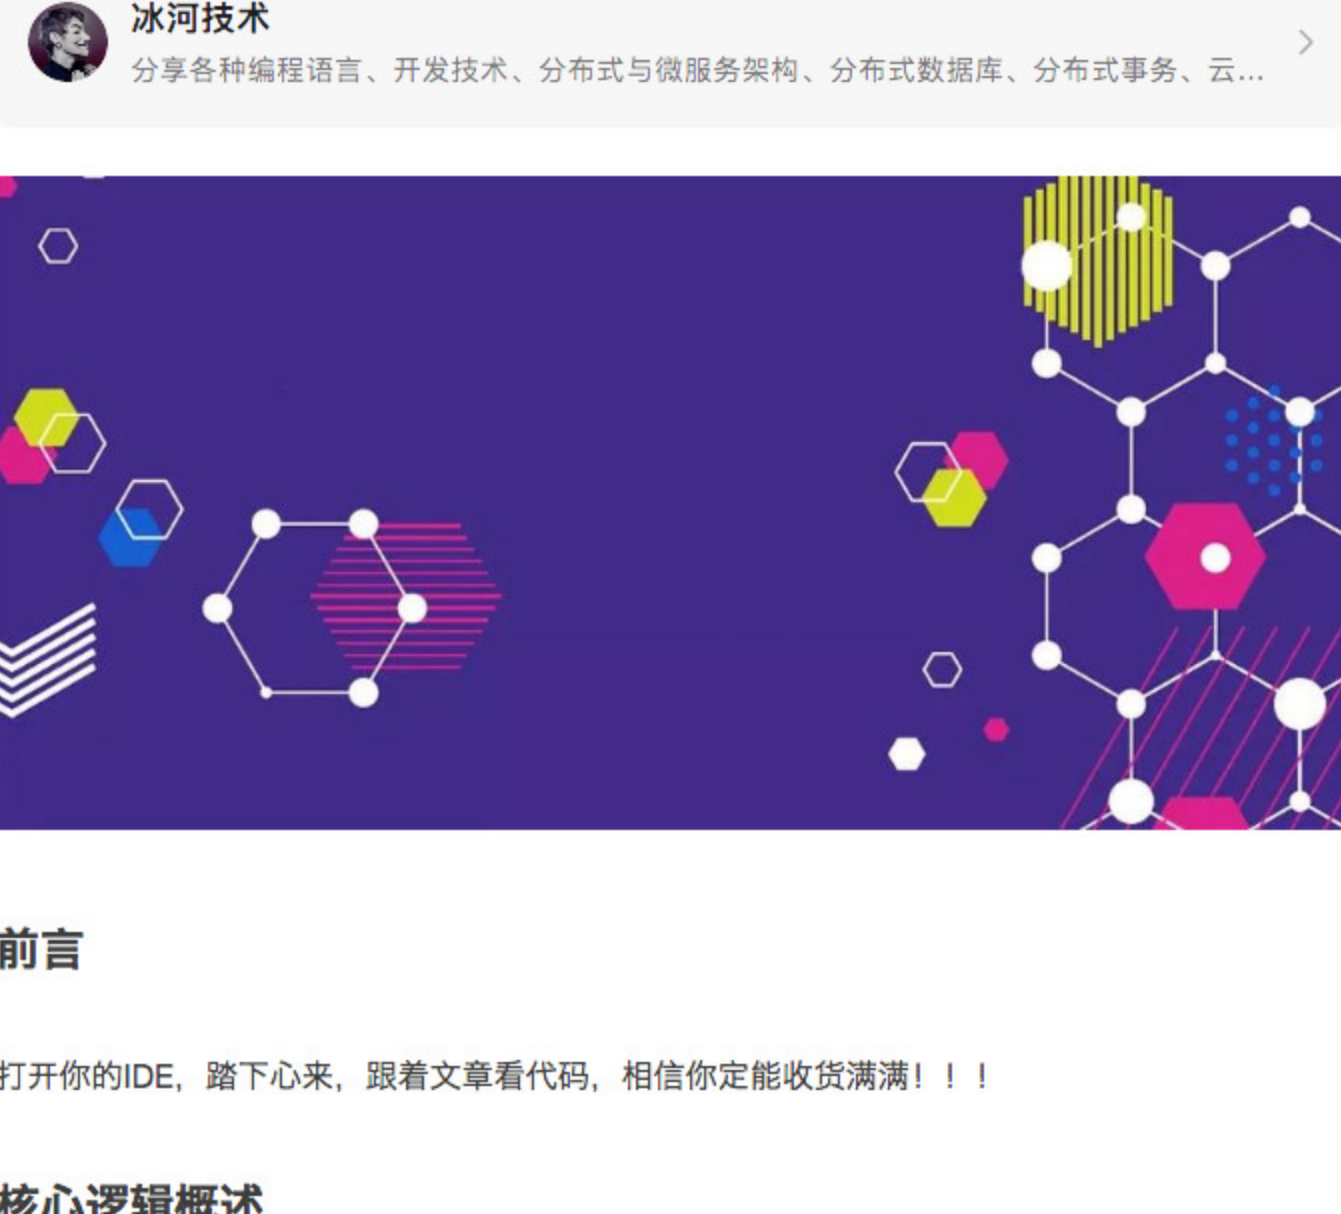 冰河技术
分享各种编程语言、开发技术、分布式与微服务架构、分布式数据库、分布式事务、云...
前言
打开你的IDE，踏下心来，跟着文章看代码，相信你定能收货满满！！！
核心逻辑概述